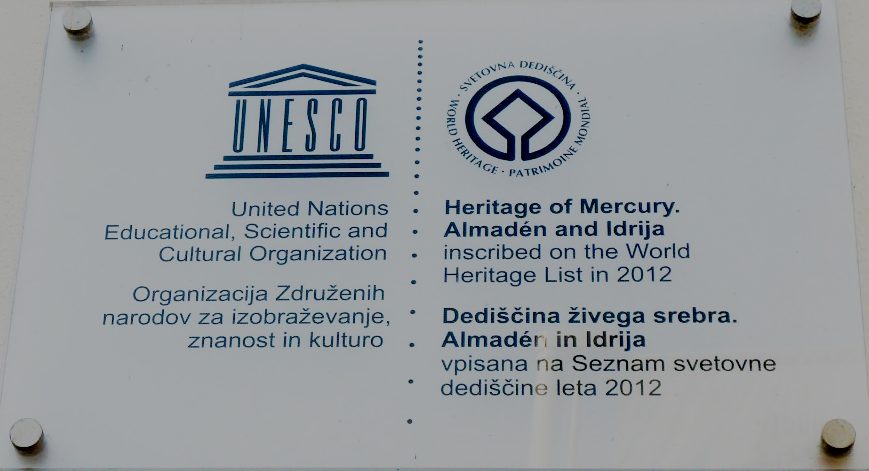 UNESCO
United Nations
Educational, Scientific and
Cultural Organization
Organizacija Združenih
narodov za izobraževanje,
znanost in kulturo
SVETOVNA DEDIŠČINA · WORLD HERITAGE · PATRIMOINE MONDIAL ·
Heritage of Mercury.
Almadén and Idrija
inscribed on the World
Heritage List in 2012
Dediščina živega srebra.
Almadén in Idrija
vpisana na Seznam svetovne
dediščine leta 2012